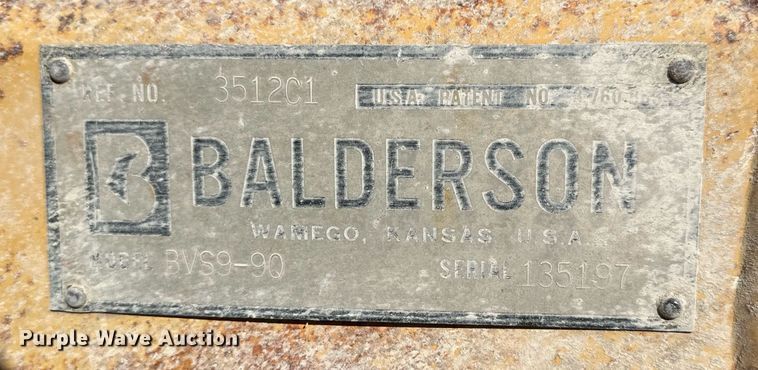 REF. NO. 3512C1 U.S.A. PATENT NO.
B BALDERSON
WAMEGO, KANSAS U.S.A.
MODEL BVS9-90 SERIAL 135197
Purple Wave Auction®